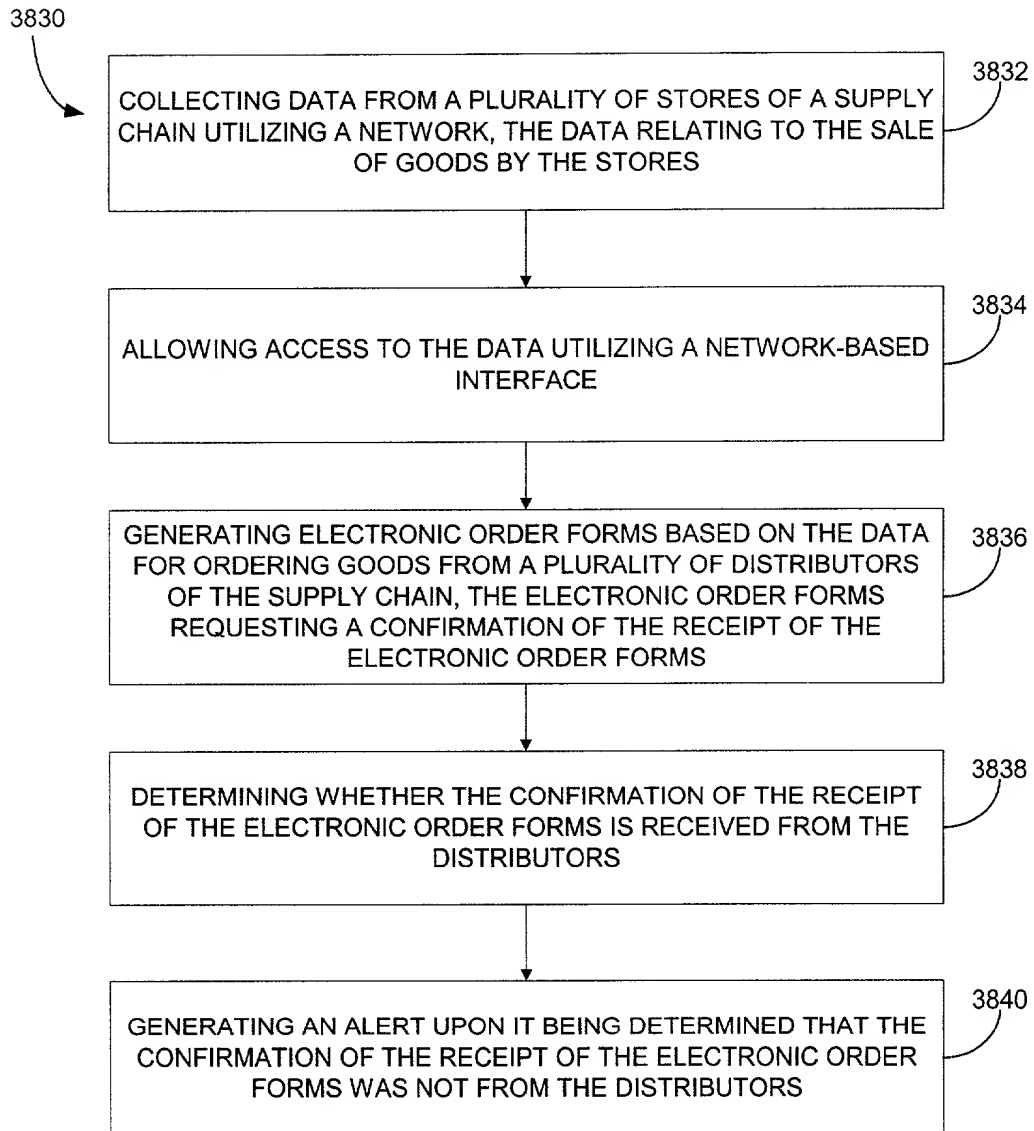 3830
3832
COLLECTING DATA FROM A PLURALITY OF STORES OF A SUPPLY
CHAIN UTILIZING A NETWORK, THE DATA RELATING TO THE SALE
OF GOODS BY THE STORES
3834
ALLOWING ACCESS TO THE DATA UTILIZING A NETWORK-BASED
INTERFACE
3836
GENERATING ELECTRONIC ORDER FORMS BASED ON THE DATA
FOR ORDERING GOODS FROM A PLURALITY OF DISTRIBUTORS
OF THE SUPPLY CHAIN, THE ELECTRONIC ORDER FORMS
REQUESTING A CONFIRMATION OF THE RECEIPT OF THE
ELECTRONIC ORDER FORMS
3838
DETERMINING WHETHER THE CONFIRMATION OF THE RECEIPT
OF THE ELECTRONIC ORDER FORMS IS RECEIVED FROM THE
DISTRIBUTORS
3840
GENERATING AN ALERT UPON IT BEING DETERMINED THAT THE
CONFIRMATION OF THE RECEIPT OF THE ELECTRONIC ORDER
FORMS WAS NOT FROM THE DISTRIBUTORS